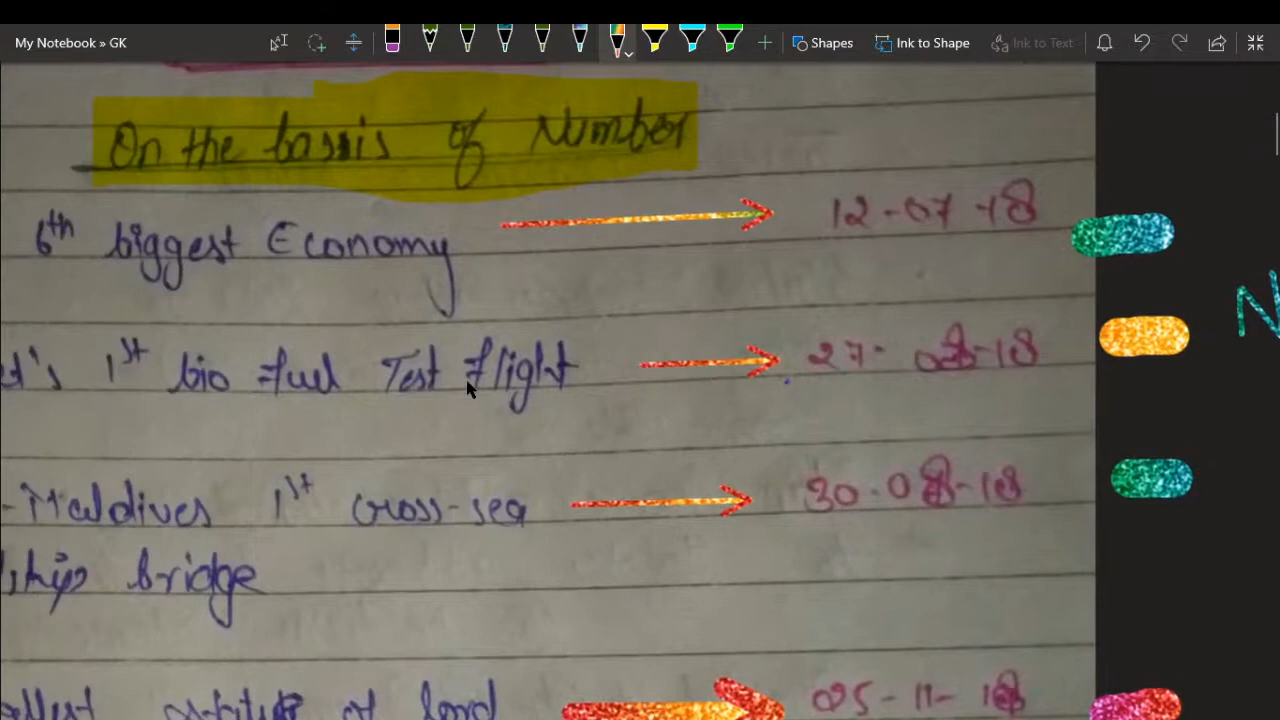 My Notebook » GK
Shapes
Ink to Shape
Ink to Text
On the bassis of Number
6th biggest Economy 12-07-18
1st bio fuel Test flight 27-08-18
-Maldives 1st cross-sea 30-08-18
bridge
of land 05-11-18
N